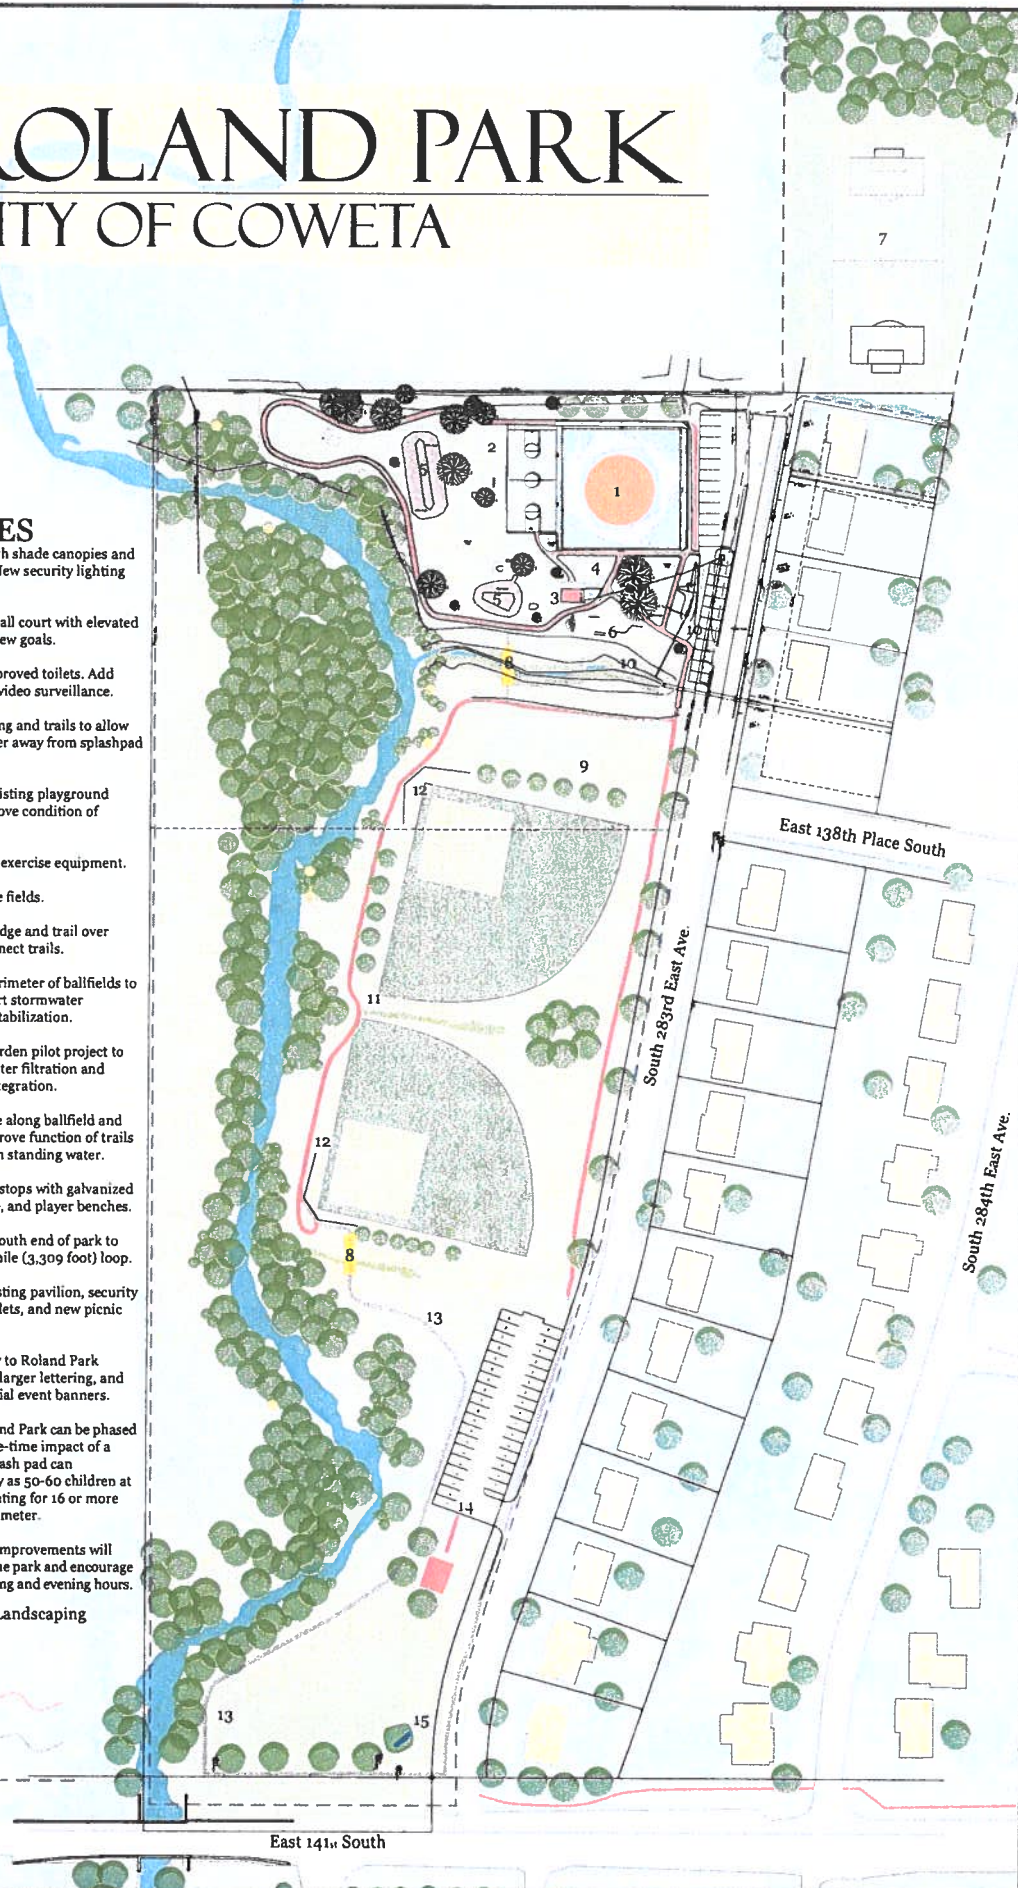 ROLAND PARK
ITY OF COWETA
ES
h shade canopies and
New security lighting
all court with elevated
ew goals.
proved toilets. Add
video surveillance.
ng and trails to allow
er away from splashpad
isting playground
ove condition of
exercise equipment.
e fields.
dge and trail over
nect trails.
rimeter of ballfields to
rt stormwater
tabilization.
rden pilot project to
ter filtration and
tegration.
e along ballfield and
rove function of trails
n standing water.
stops with galvanized
, and player benches.
outh end of park to
nile (3,309 foot) loop.
sting pavilion, security
lets, and new picnic
y to Roland Park
larger lettering, and
ial event banners.
nd Park can be phased
e-time impact of a
ash pad can
y as 50-60 children at
ating for 16 or more
meter.
mprovements will
ne park and encourage
ng and evening hours.
Landscaping
7
2
5
1
4
3
5
6
10
8
10
9
12
East 138th Place South
South 283rd East Ave.
11
12
8
13
South 284th East Ave.
14
13
15
East 141st South